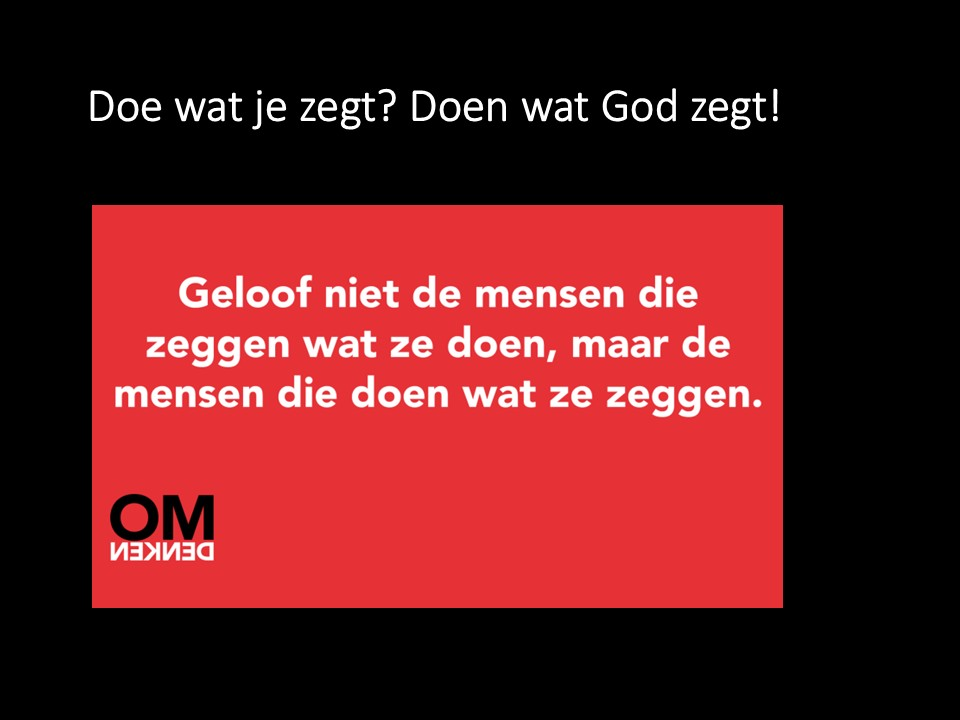 Doe wat je zegt? Doen wat God zegt!
Geloof niet de mensen die
zeggen wat ze doen, maar de
mensen die doen wat ze zeggen.
OM
DENKEN